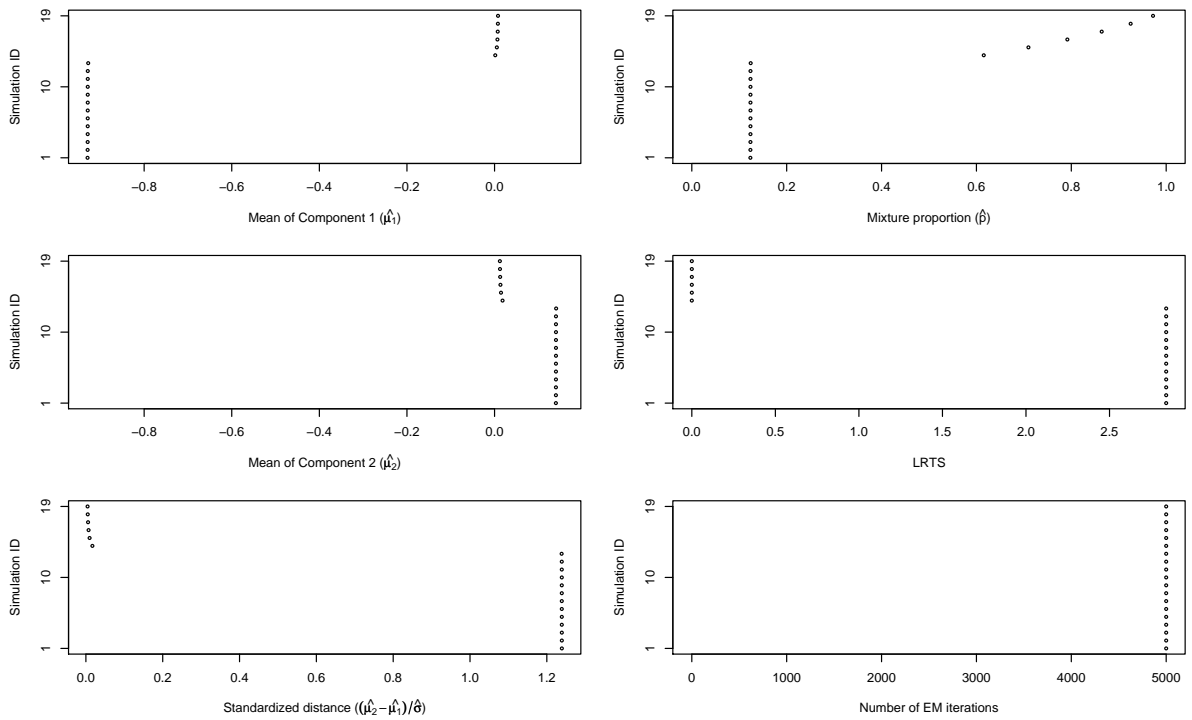 Simulation ID
19
10
1
−0.8 −0.6 −0.4 −0.2 0.0
Mean of Component 1 (μ̂₁)
Simulation ID
19
10
1
0.0 0.2 0.4 0.6 0.8 1.0
Mixture proportion (p̂)
Simulation ID
19
10
1
−0.8 −0.6 −0.4 −0.2 0.0
Mean of Component 2 (μ̂₂)
Simulation ID
19
10
1
0.0 0.5 1.0 1.5 2.0 2.5
LRTS
Simulation ID
19
10
1
0.0 0.2 0.4 0.6 0.8 1.0 1.2
Standardized distance ((μ̂₂−μ̂₁)/σ̂)
Simulation ID
19
10
1
0 1000 2000 3000 4000 5000
Number of EM iterations